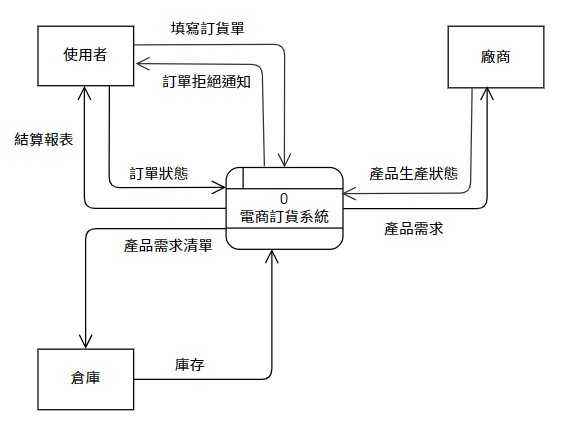 填寫訂貨單
使用者
廠商
訂單拒絕通知
結算報表
訂單狀態
產品生產狀態
0
電商訂貨系統
產品需求
產品需求清單
庫存
倉庫